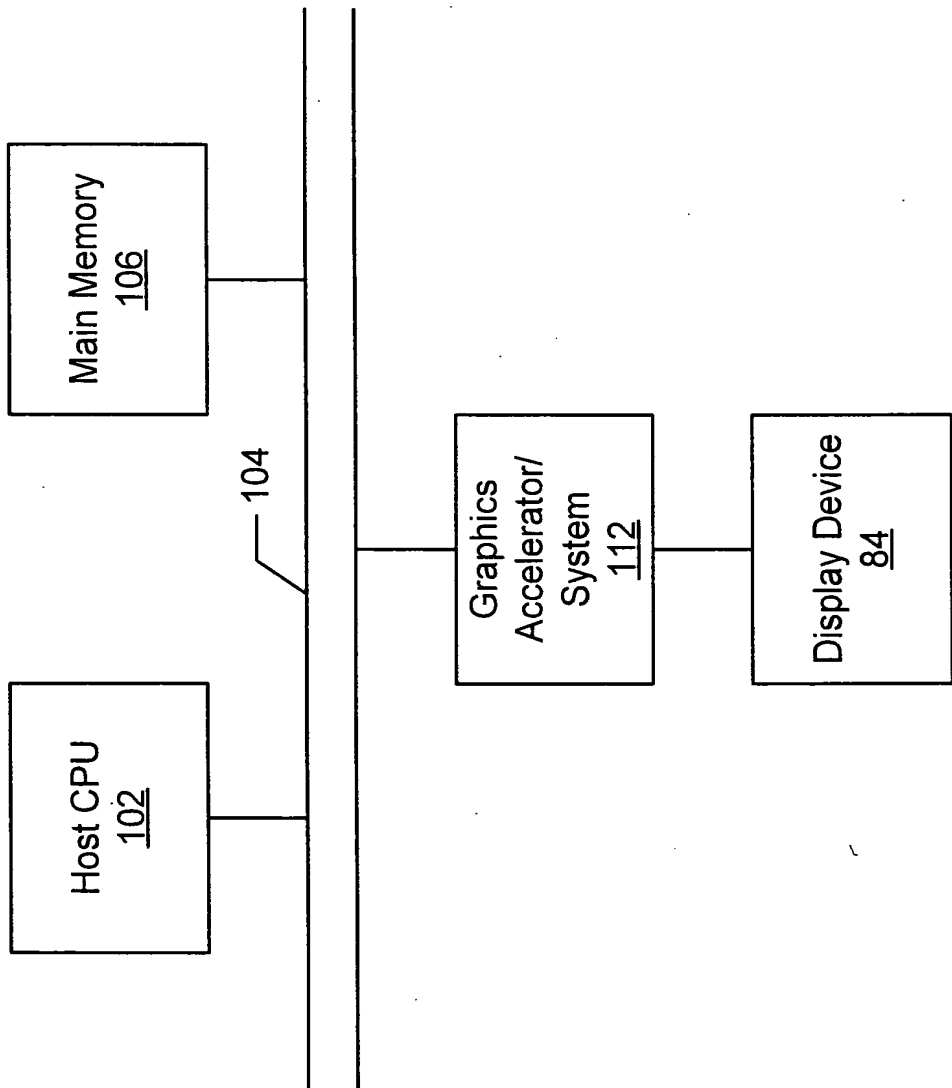 Host CPU
102
Main Memory
106
104
Graphics
Accelerator/
System
112
Display Device
84